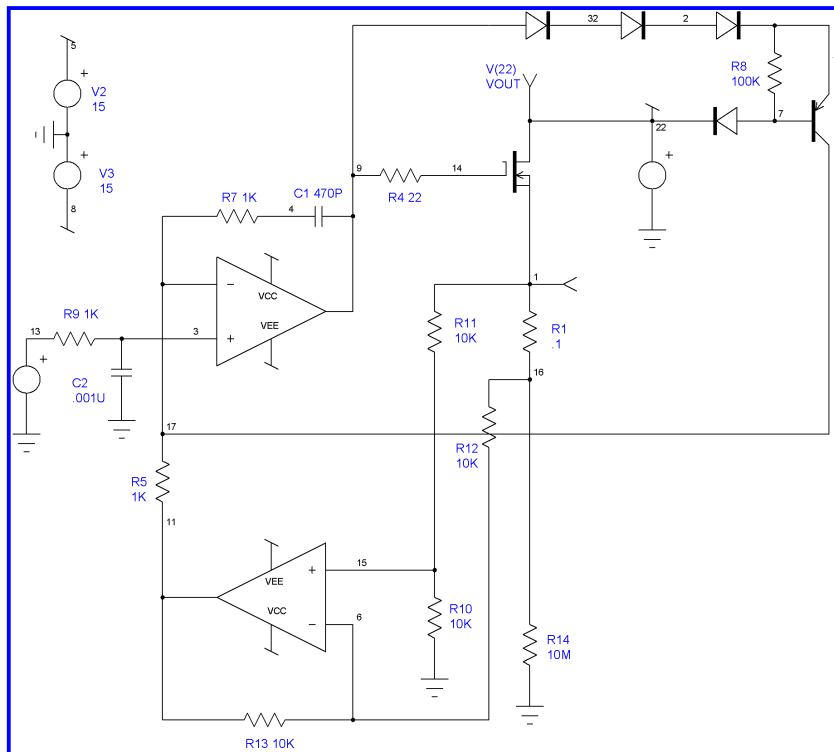 32
2
5
V(22)
VOUT
R8
100K
V2
15
22
7
V3
15
9
14
R4 22
R7 1K
4
C1 470P
8
VCC
1
R9 1K
13
3
VEE
R11
10K
R1
.1
C2
.001U
16
17
R12
10K
R5
1K
11
VEE
15
VCC
6
R10
10K
R14
10M
R13 10K